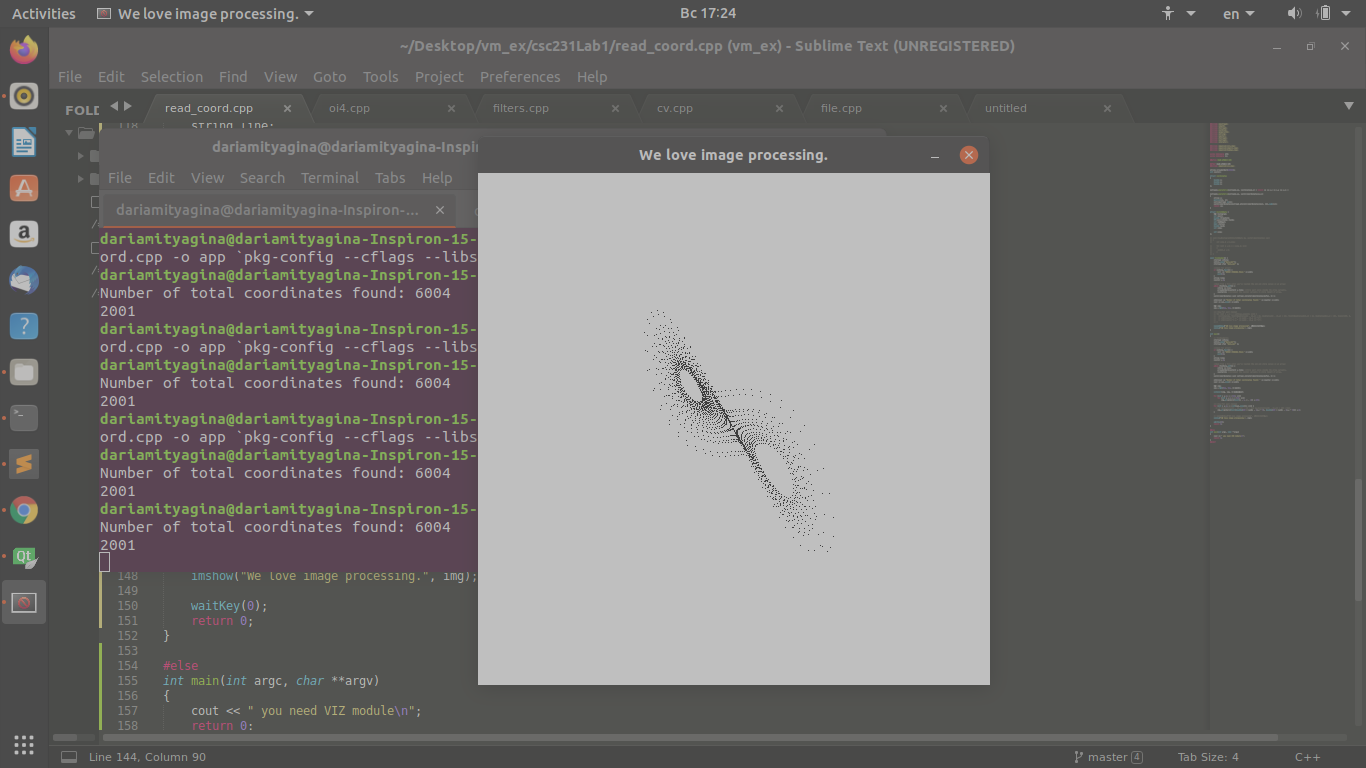 Activities We love image processing. Вс 17:24 en
~/Desktop/vm_ex/csc231Lab1/read_coord.cpp (vm_ex) - Sublime Text (UNREGISTERED)
File Edit Selection Find View Goto Tools Project Preferences Help
FOLD read_coord.cpp oi4.cpp filters.cpp cv.cpp file.cpp untitled
118 string line;
dariamityagina@dariamityagina-Inspi
We love image processing.
File Edit View Search Terminal Tabs Help
dariamityagina@dariamityagina-Inspiron-...
dariamityagina@dariamityagina-Inspiron-15-
ord.cpp -o app `pkg-config --cflags --libs
dariamityagina@dariamityagina-Inspiron-15-
Number of total coordinates found: 6004
2001
dariamityagina@dariamityagina-Inspiron-15-
ord.cpp -o app `pkg-config --cflags --libs
dariamityagina@dariamityagina-Inspiron-15-
Number of total coordinates found: 6004
2001
dariamityagina@dariamityagina-Inspiron-15-
ord.cpp -o app `pkg-config --cflags --libs
dariamityagina@dariamityagina-Inspiron-15-
Number of total coordinates found: 6004
2001
dariamityagina@dariamityagina-Inspiron-15-
Number of total coordinates found: 6004
2001
148 imshow("We love image processing.", img);
149
150 waitKey(0);
151 return 0;
152 }
153
154 #else
155 int main(int argc, char **argv)
156 {
157 cout << " you need VIZ module\n";
158 return 0;
Line 144, Column 90 master 4 Tab Size: 4 C++